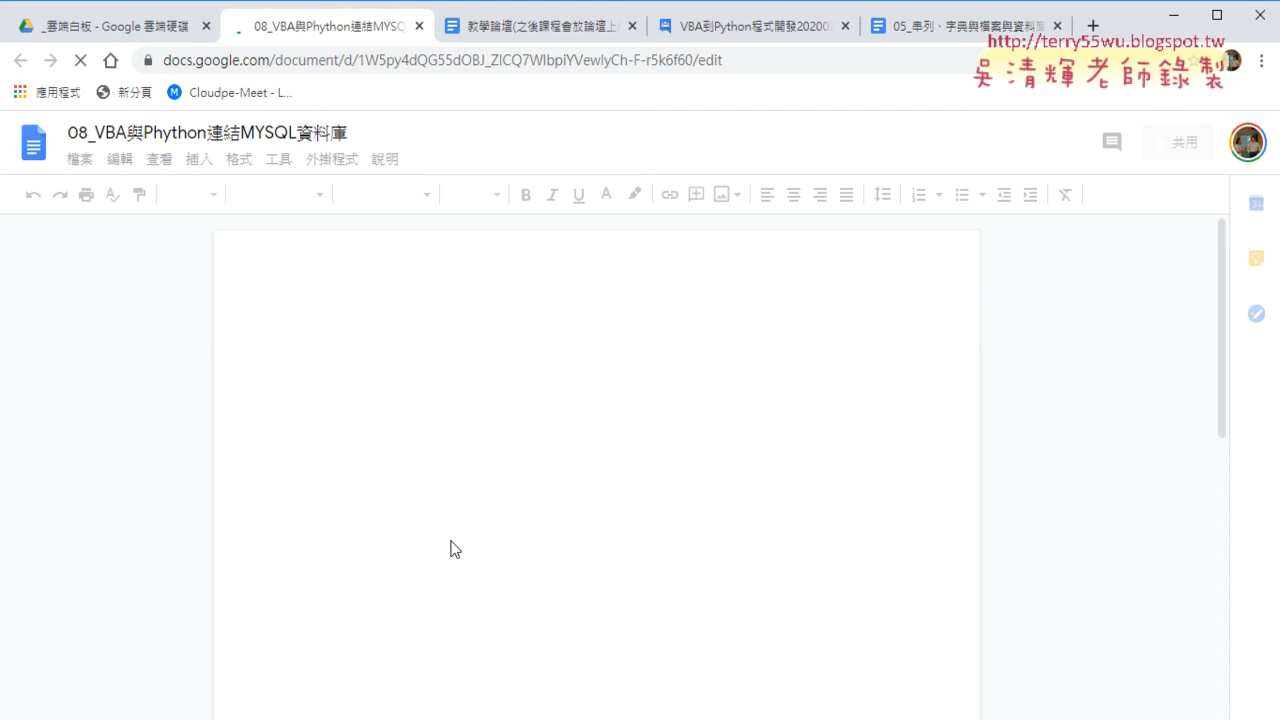 _雲端白板 - Google 雲端硬碟
08_VBA與Phython連結MYSQ
教學論壇(之後課程會放論壇上
VBA到Python程式開發202002
05_串列、字典與檔案與資料庫
http://terry55wu.blogspot.tw
docs.google.com/document/d/1W5py4dQG55dOBJ_ZlCQ7WlbpiYVewlyCh-F-r5k6f60/edit
吳清輝老師錄製
應用程式
新分頁
Cloudpe-Meet - L...
08_VBA與Phython連結MYSQL資料庫
共用
檔案 編輯 查看 插入 格式 工具 外掛程式 說明